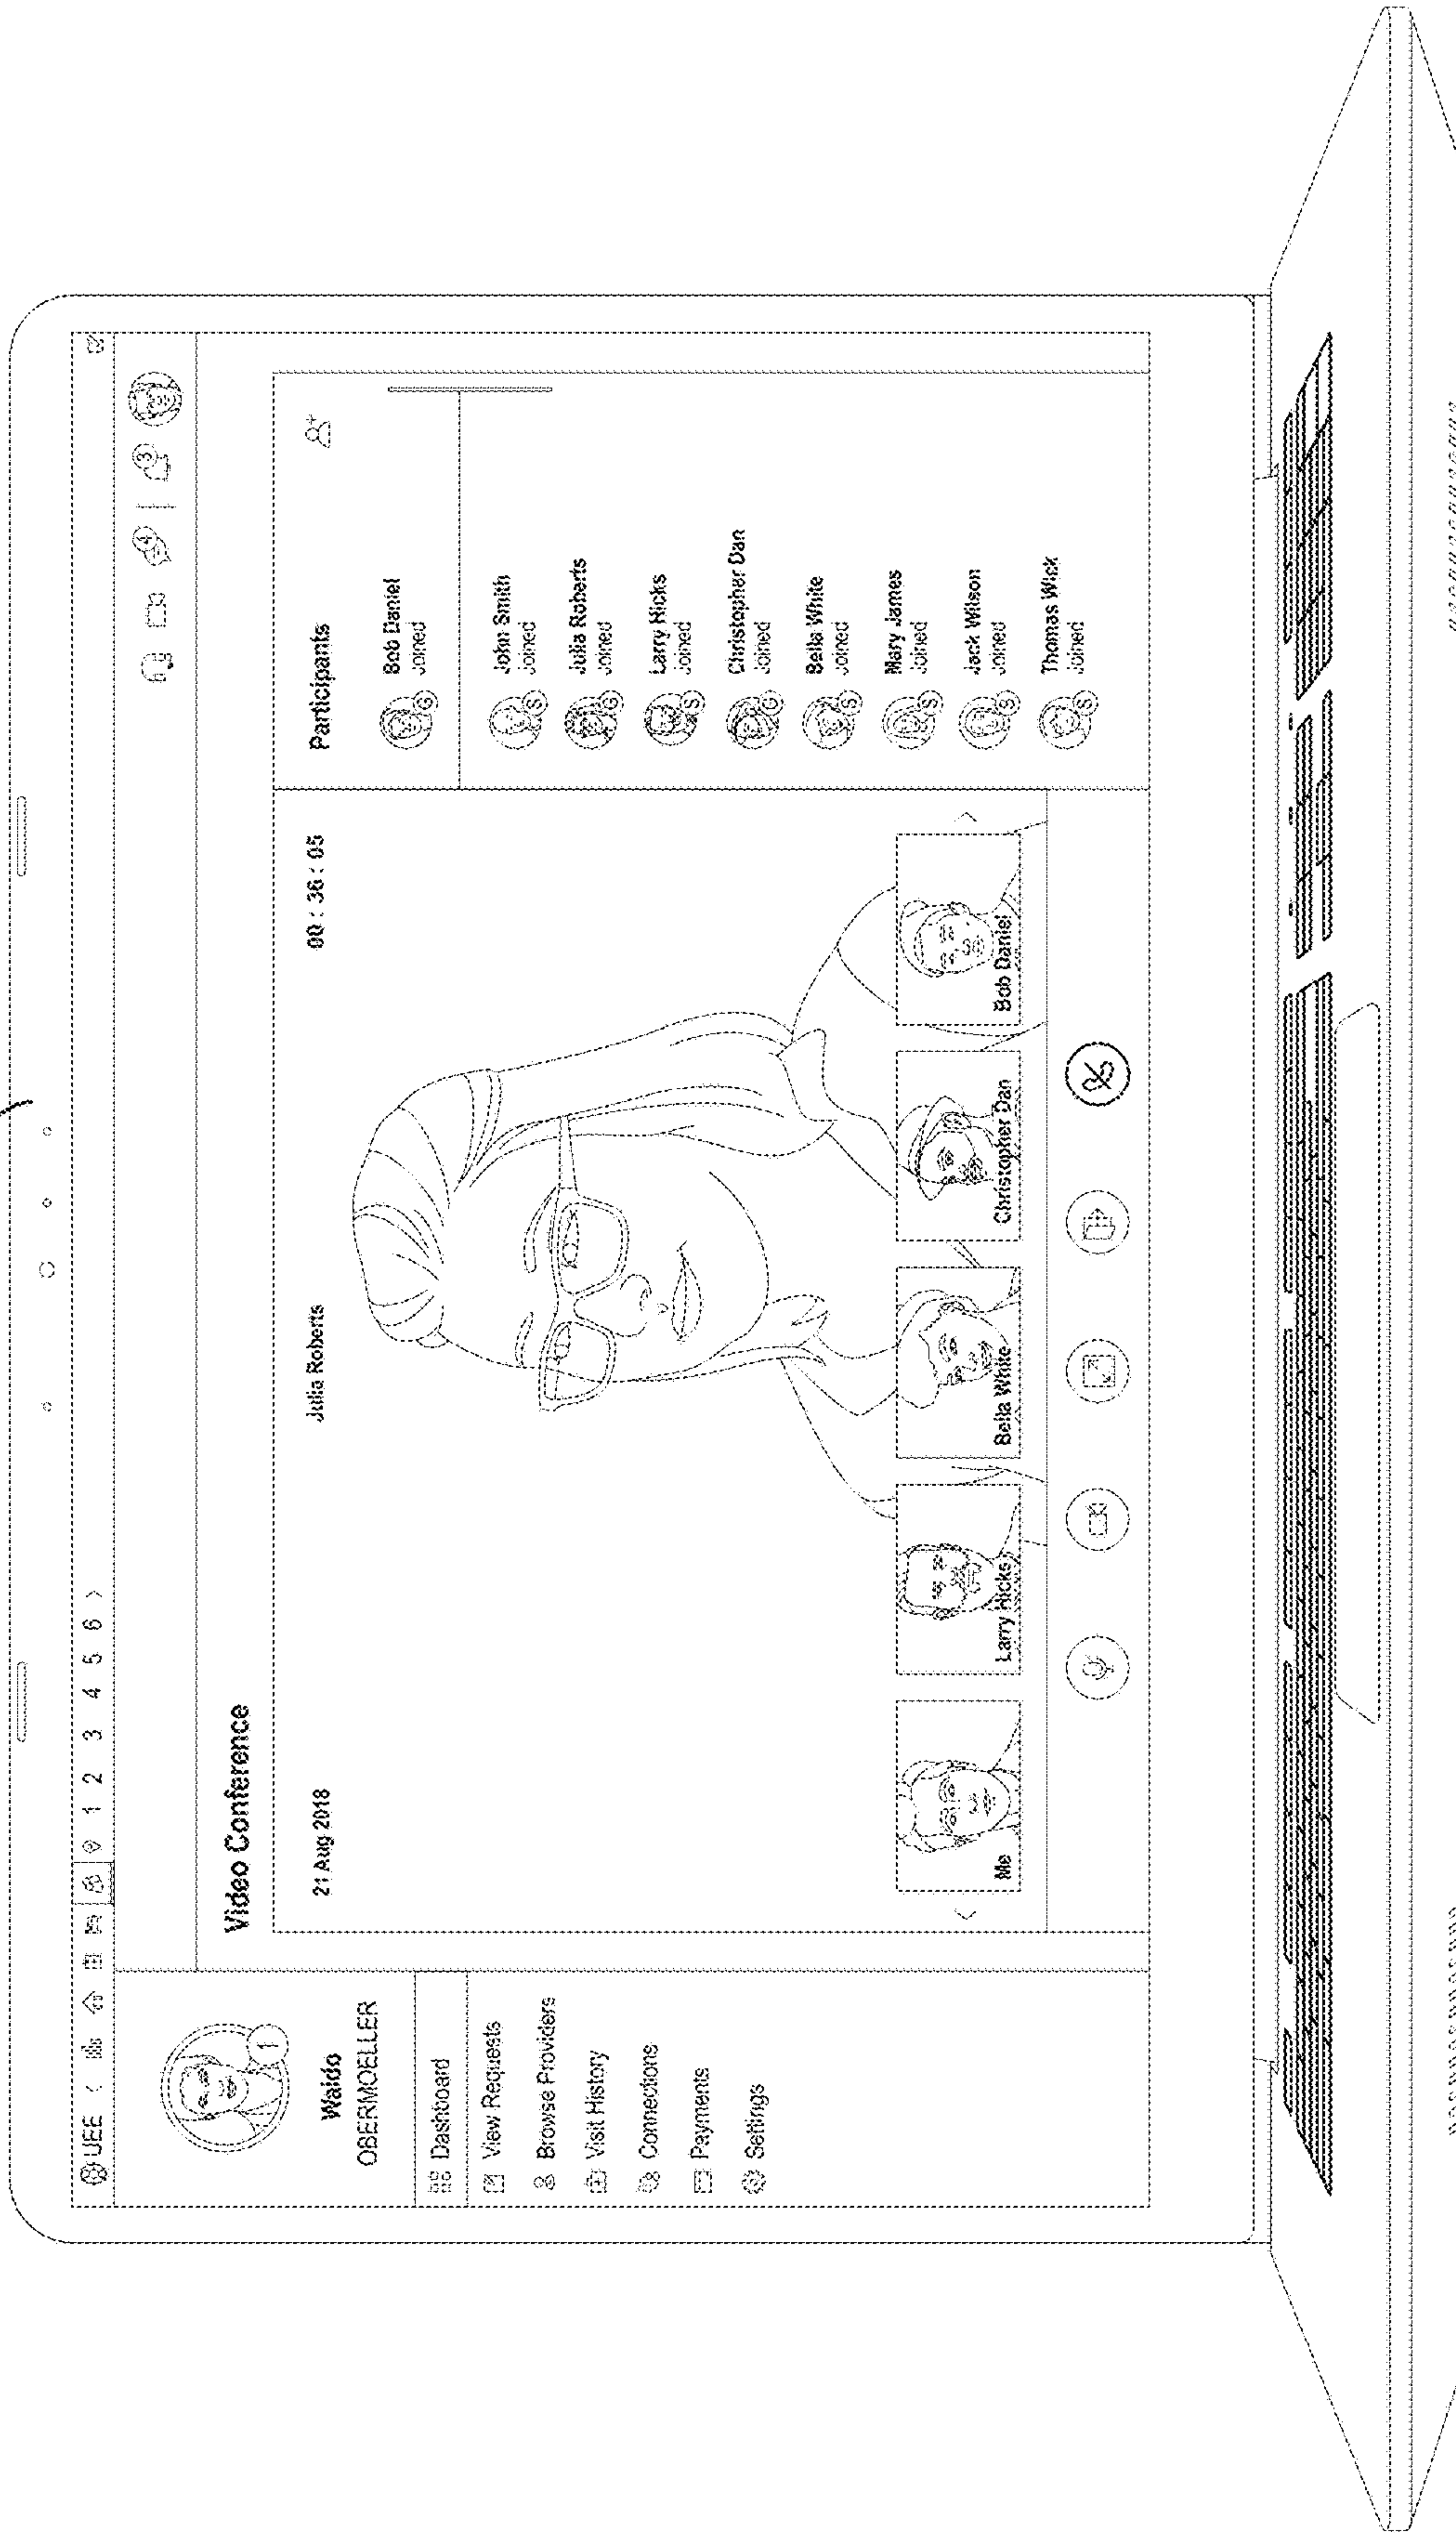 UEE < 1 2 3 4 5 6 >
4
3
1
Waldo
OBERMOELLER
Dashboard
View Requests
Browse Providers
Visit History
Connections
Payments
Settings
Video Conference
21 Aug 2018
Julia Roberts
00 : 36 : 05
Me
Larry Hicks
Bella White
Christopher Dan
Bob Daniel
Participants
Bob Daniel
Joined
G
John Smith
Joined
S
Julia Roberts
Joined
G
Larry Hicks
Joined
S
Christopher Dan
Joined
G
Bella White
Joined
S
Mary James
Joined
S
Jack Wilson
Joined
S
Thomas Wick
Joined
S